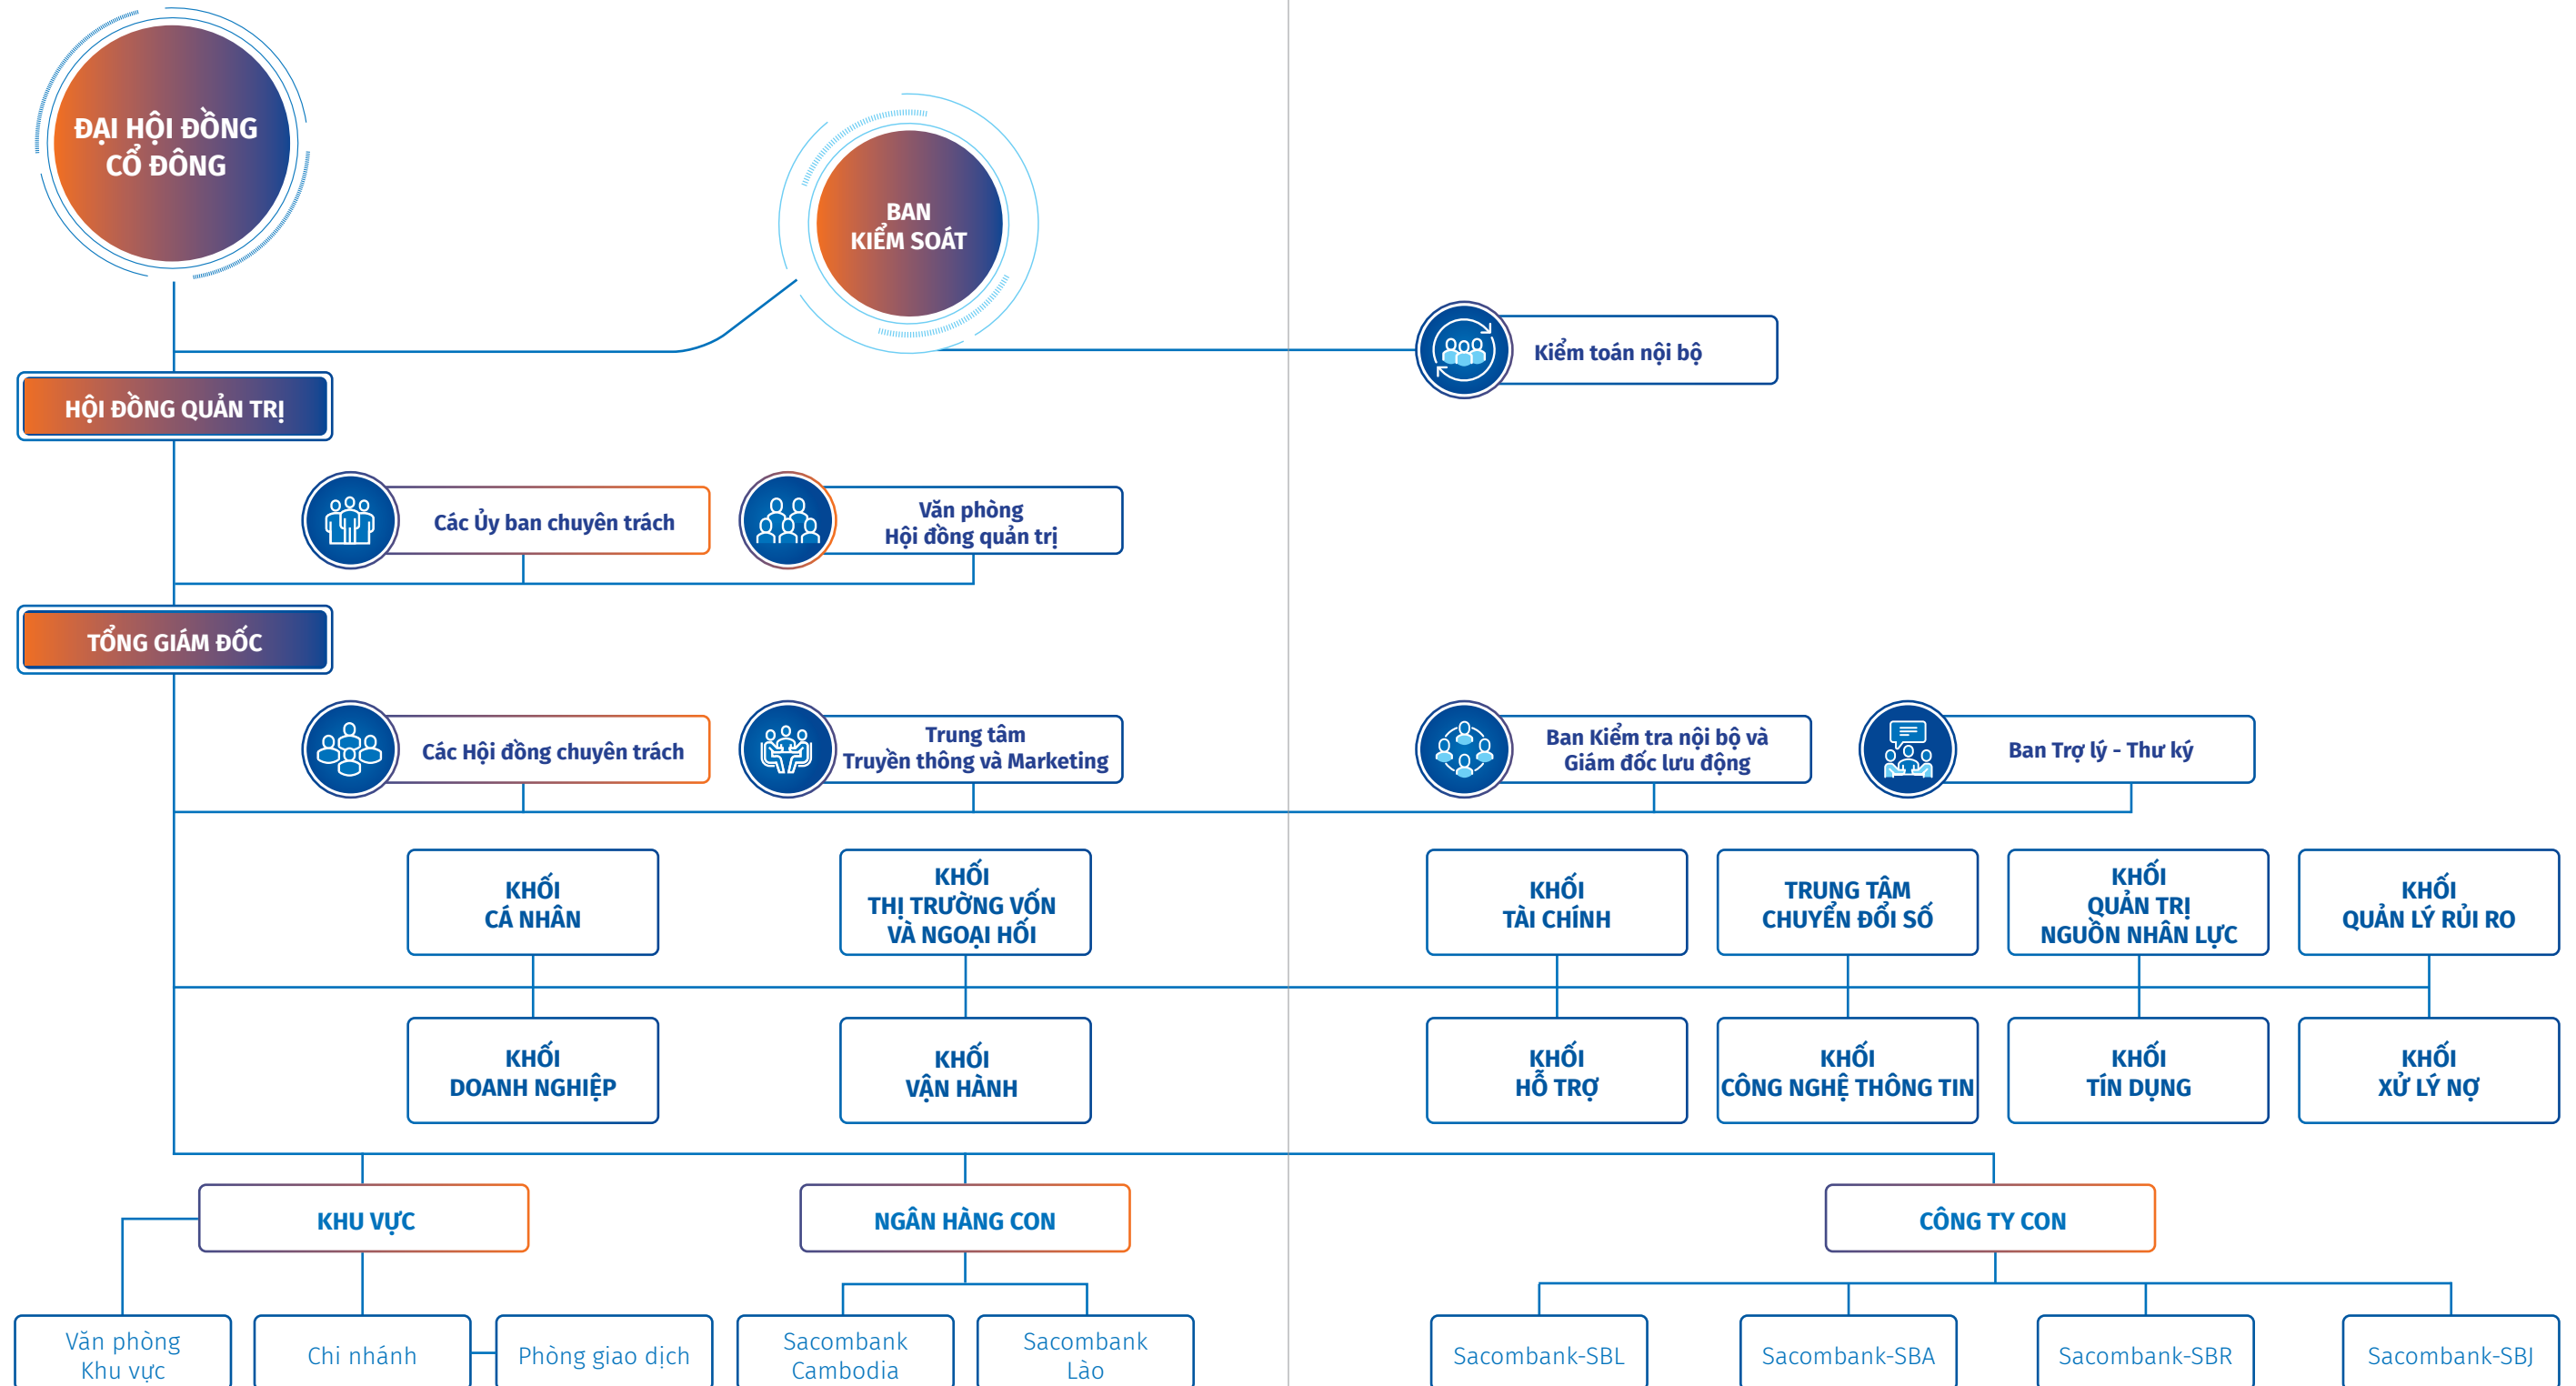 ĐẠI HỘI ĐỒNG
CỔ ĐÔNG
BAN
KIỂM SOÁT
Kiểm toán nội bộ
HỘI ĐỒNG QUẢN TRỊ
Các Ủy ban chuyên trách
Văn phòng
Hội đồng quản trị
TỔNG GIÁM ĐỐC
Các Hội đồng chuyên trách
Trung tâm
Truyền thông và Marketing
Ban Kiểm tra nội bộ và
Giám đốc lưu động
Ban Trợ lý - Thư ký
KHỐI
CÁ NHÂN
KHỐI
THỊ TRƯỜNG VỐN
VÀ NGOẠI HỐI
KHỐI
TÀI CHÍNH
TRUNG TÂM
CHUYỂN ĐỔI SỐ
KHỐI
QUẢN TRỊ
NGUỒN NHÂN LỰC
KHỐI
QUẢN LÝ RỦI RO
KHỐI
DOANH NGHIỆP
KHỐI
VẬN HÀNH
KHỐI
HỖ TRỢ
KHỐI
CÔNG NGHỆ THÔNG TIN
KHỐI
TÍN DỤNG
KHỐI
XỬ LÝ NỢ
KHU VỰC
NGÂN HÀNG CON
CÔNG TY CON
Văn phòng
Khu vực
Chi nhánh
Phòng giao dịch
Sacombank
Cambodia
Sacombank
Lào
Sacombank-SBL
Sacombank-SBA
Sacombank-SBR
Sacombank-SBJ